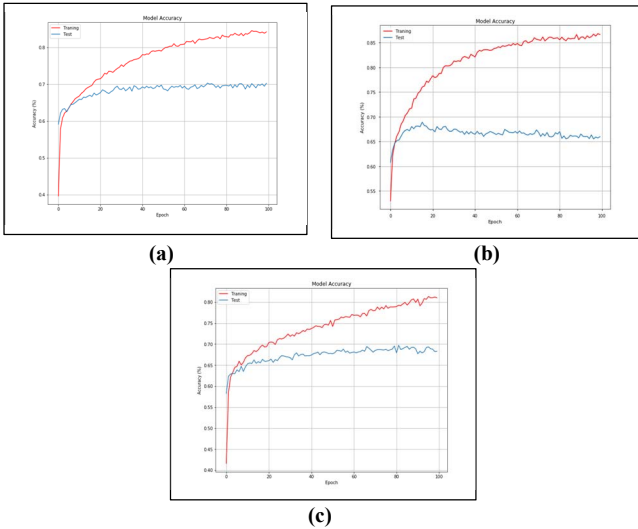 Model Accuracy
Traning
Test
Accuracy (%)
0.8
0.7
0.6
0.5
0.4
0
20
40
60
80
100
Epoch
(a)
Model Accuracy
Traning
Test
Accuracy (%)
0.85
0.80
0.75
0.70
0.65
0.60
0.55
0
20
40
60
80
100
Epoch
(b)
Model Accuracy
Traning
Test
Accuracy (%)
0.80
0.75
0.70
0.65
0.60
0.55
0.50
0.45
0.40
0
20
40
60
80
100
Epoch
(c)